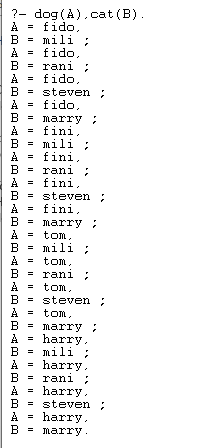 ?- dog(A),cat(B).
A = fido,
B = mili ;
A = fido,
B = rani ;
A = fido,
B = steven ;
A = fido,
B = marry ;
A = fini,
B = mili ;
A = fini,
B = rani ;
A = fini,
B = steven ;
A = fini,
B = marry ;
A = tom,
B = mili ;
A = tom,
B = rani ;
A = tom,
B = steven ;
A = tom,
B = marry ;
A = harry,
B = mili ;
A = harry,
B = rani ;
A = harry,
B = steven ;
A = harry,
B = marry.